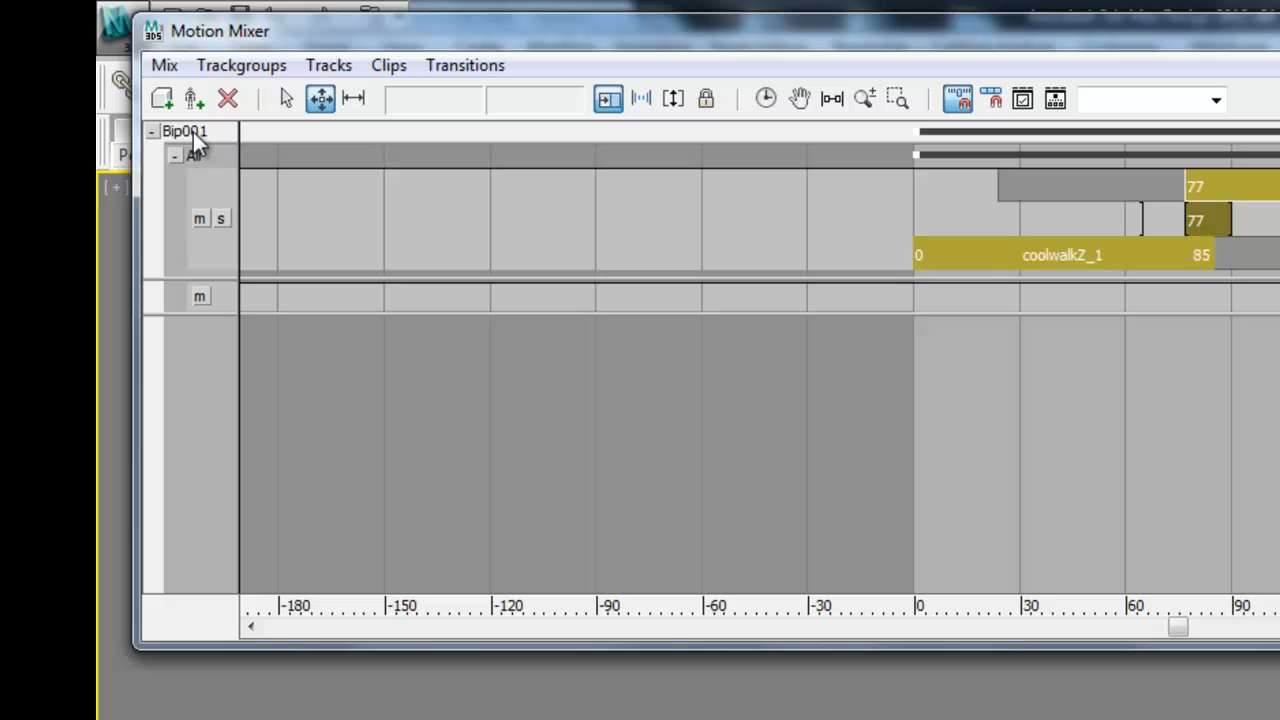 Motion Mixer
Mix Trackgroups Tracks Clips Transitions
Bip001
All
77
m s
77
0 coolwalkZ_1 85
m
-180 -150 -120 -90 -60 -30 0 30 60 90
[ + ]